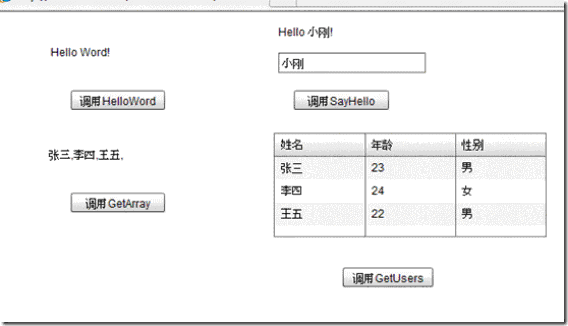 Hello Word!
调用HelloWord
Hello 小刚!
小刚
调用SayHello
张三,李四,王五,
调用GetArray
姓名 年龄 性别
张三 23 男
李四 24 女
王五 22 男
调用GetUsers